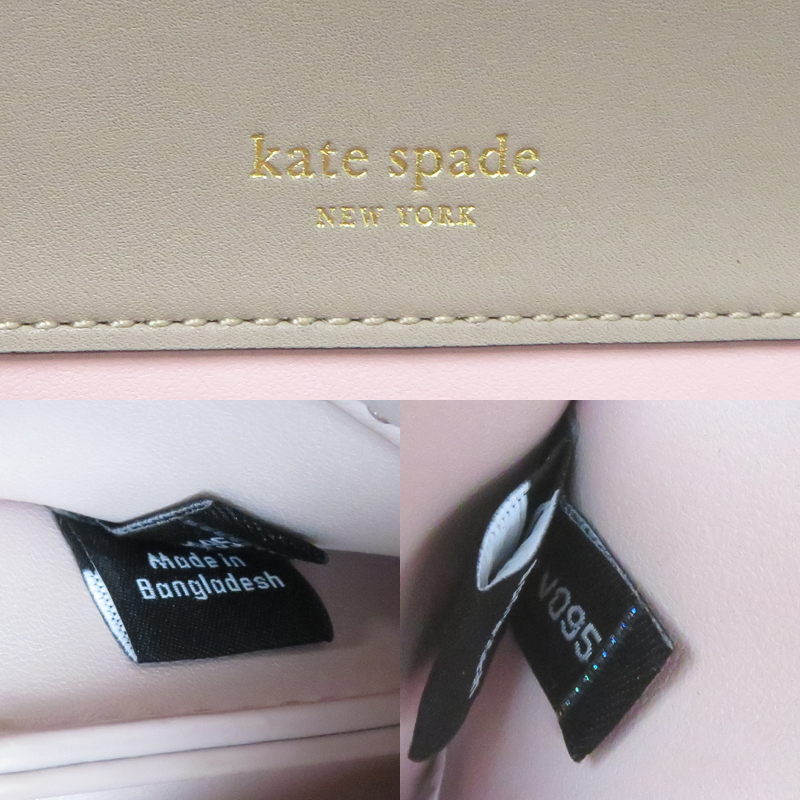 kate spade
NEW YORK
Made in
Bangladesh
V095